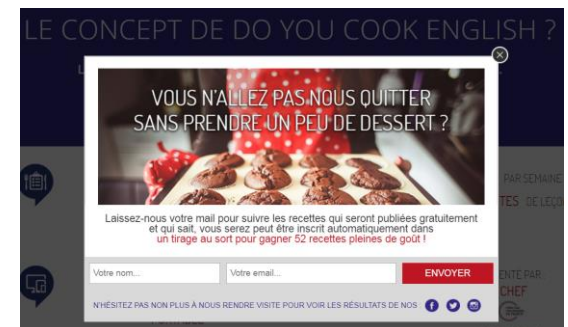 LE CONCEPT DE DO YOU COOK ENGLISH ?
L
VOUS N'ALLEZ PAS NOUS QUITTER
SANS PRENDRE UN PEU DE DESSERT ?
PAR SEMAINE
TES DE LEÇO
Laissez-nous votre mail pour suivre les recettes qui seront publiées gratuitement
et qui sait, vous serez peut être inscrit automatiquement dans
un tirage au sort pour gagner 52 recettes pleines de goût !
Votre nom...
Votre email...
ENVOYER
ENTE PAR
CHEF
N'HÉSITEZ PAS NON PLUS À NOUS RENDRE VISITE POUR VOIR LES RÉSULTATS DE NOS